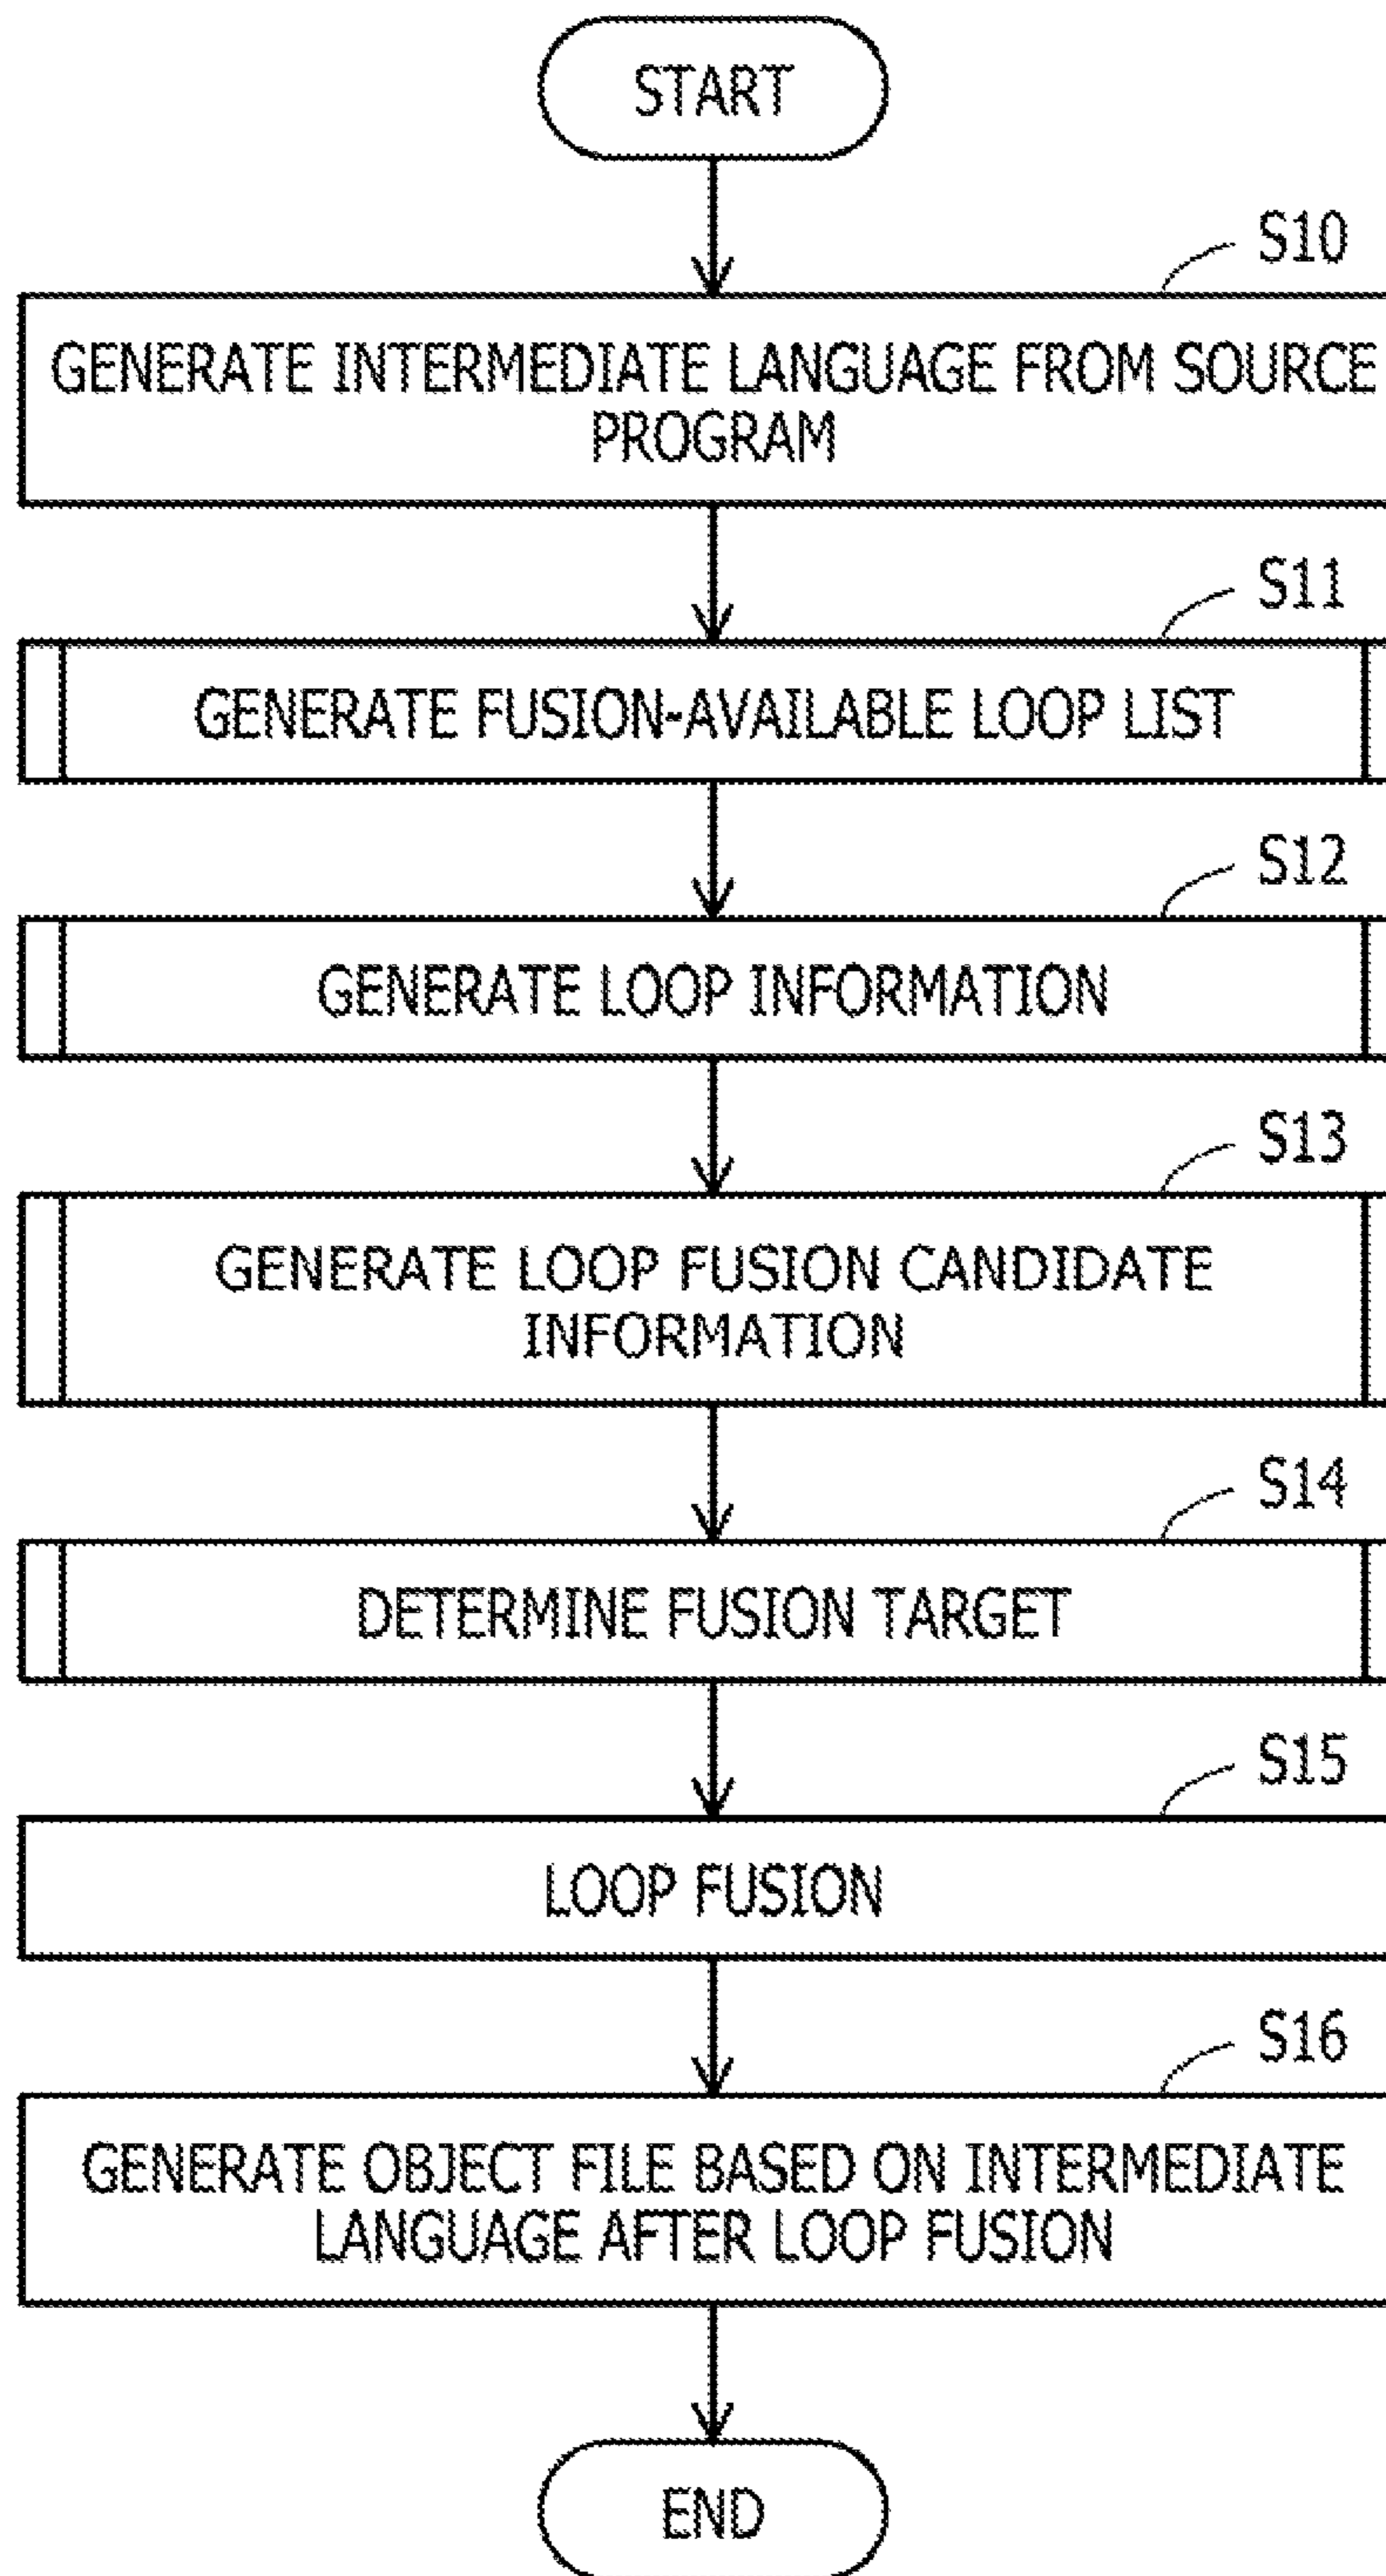 START
S10
GENERATE INTERMEDIATE LANGUAGE FROM SOURCE
PROGRAM
S11
GENERATE FUSION-AVAILABLE LOOP LIST
S12
GENERATE LOOP INFORMATION
S13
GENERATE LOOP FUSION CANDIDATE
INFORMATION
S14
DETERMINE FUSION TARGET
S15
LOOP FUSION
S16
GENERATE OBJECT FILE BASED ON INTERMEDIATE
LANGUAGE AFTER LOOP FUSION
END